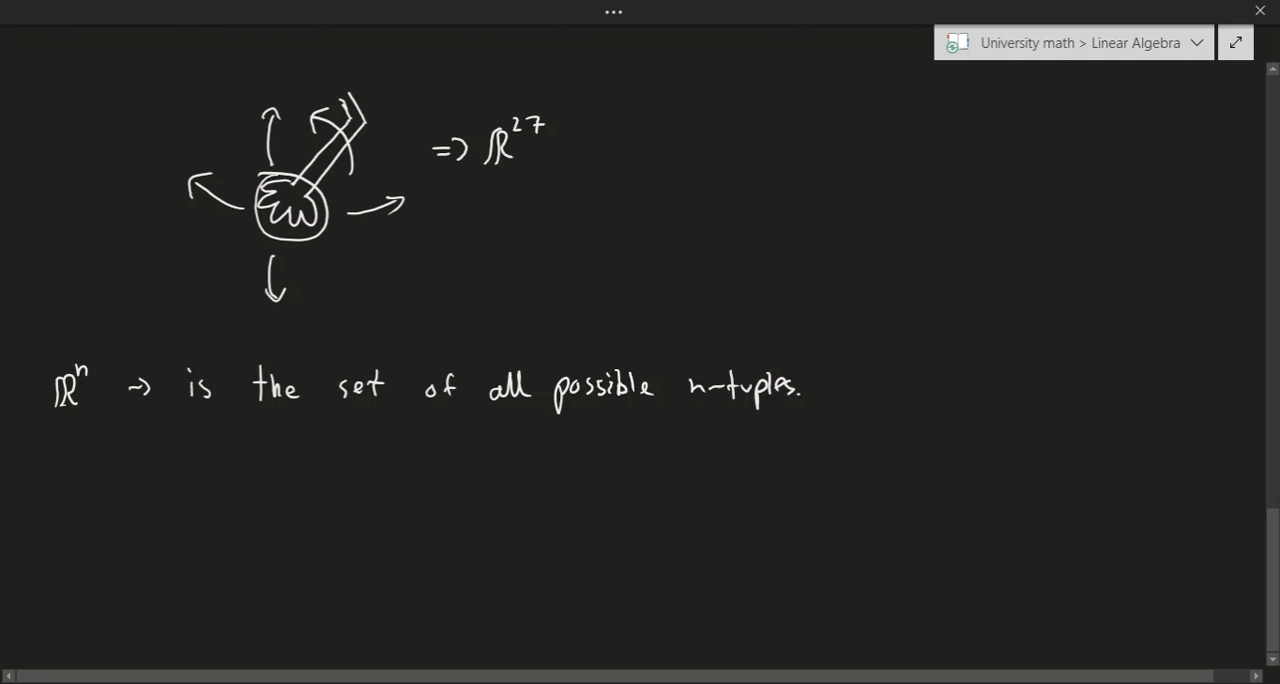 University math > Linear Algebra
=> ℝ²⁷
ℝⁿ → is the set of all possible n-tuples.